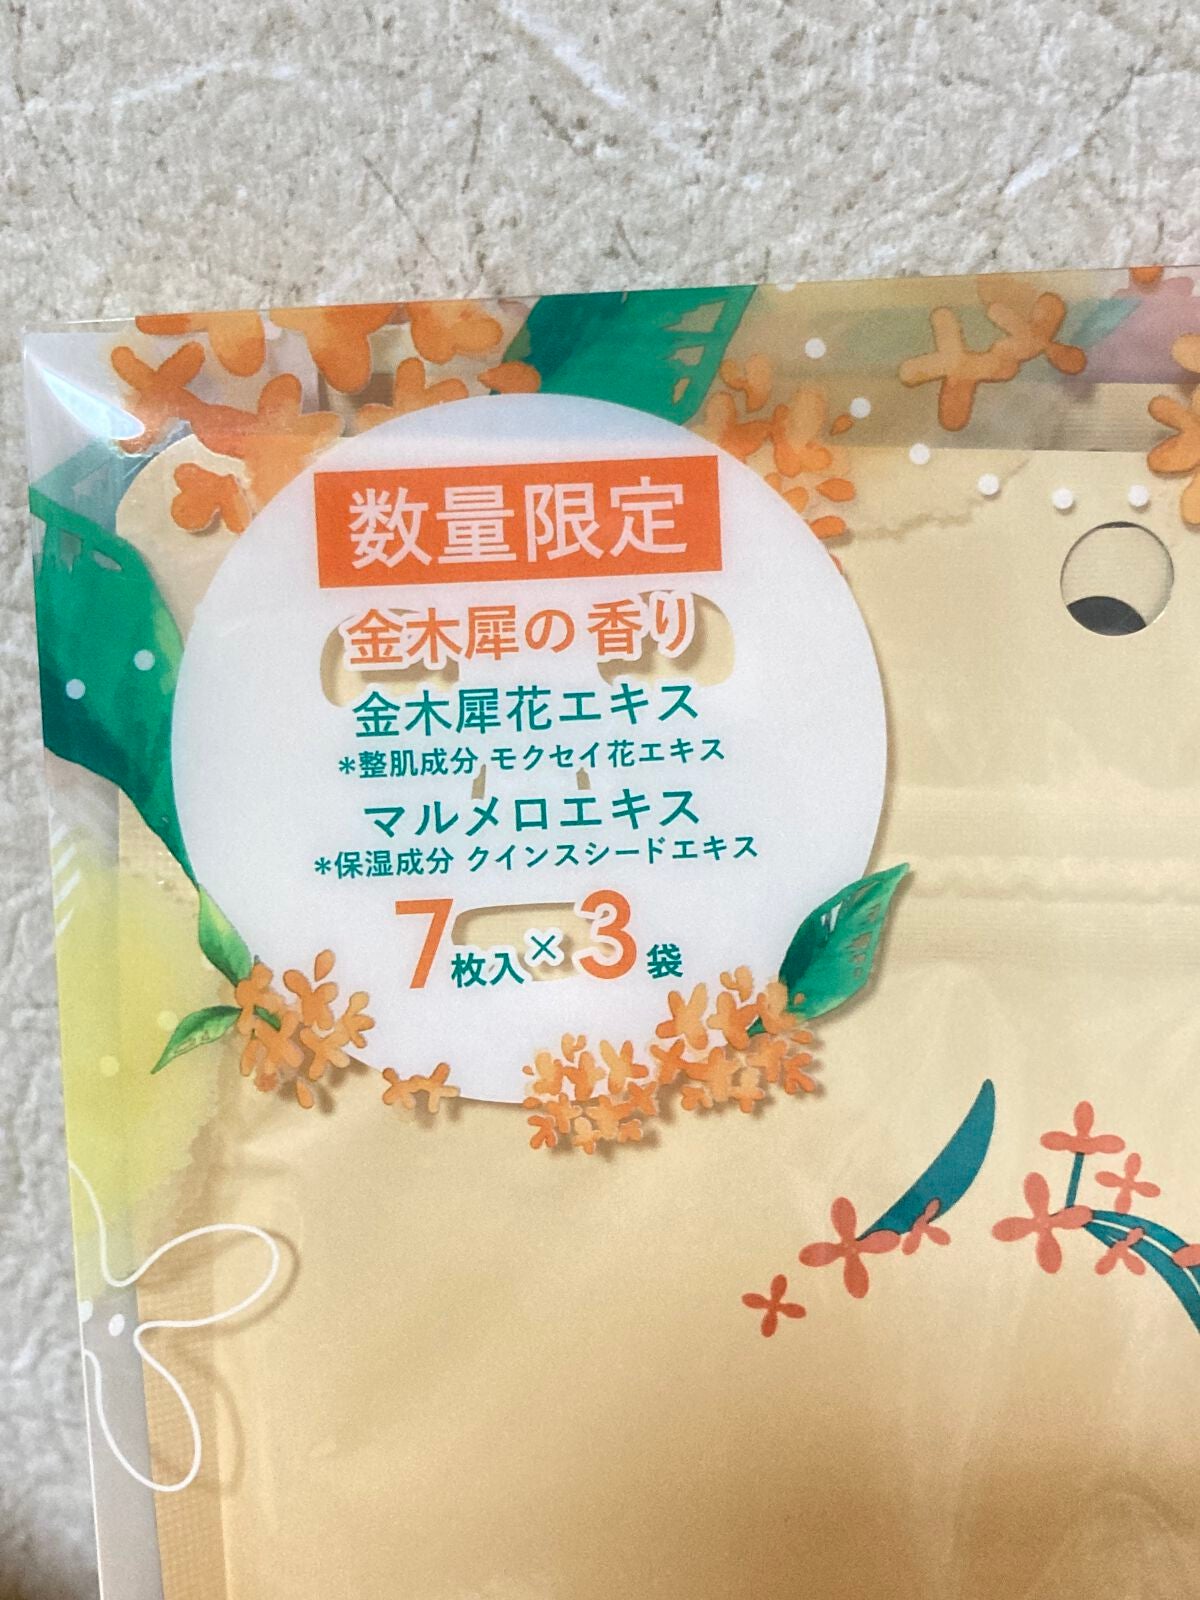 数量限定
金木犀の香り
金木犀花エキス
*整肌成分 モクセイ花エキス
マルメロエキス
*保湿成分 クインスシードエキス
7枚入×3袋